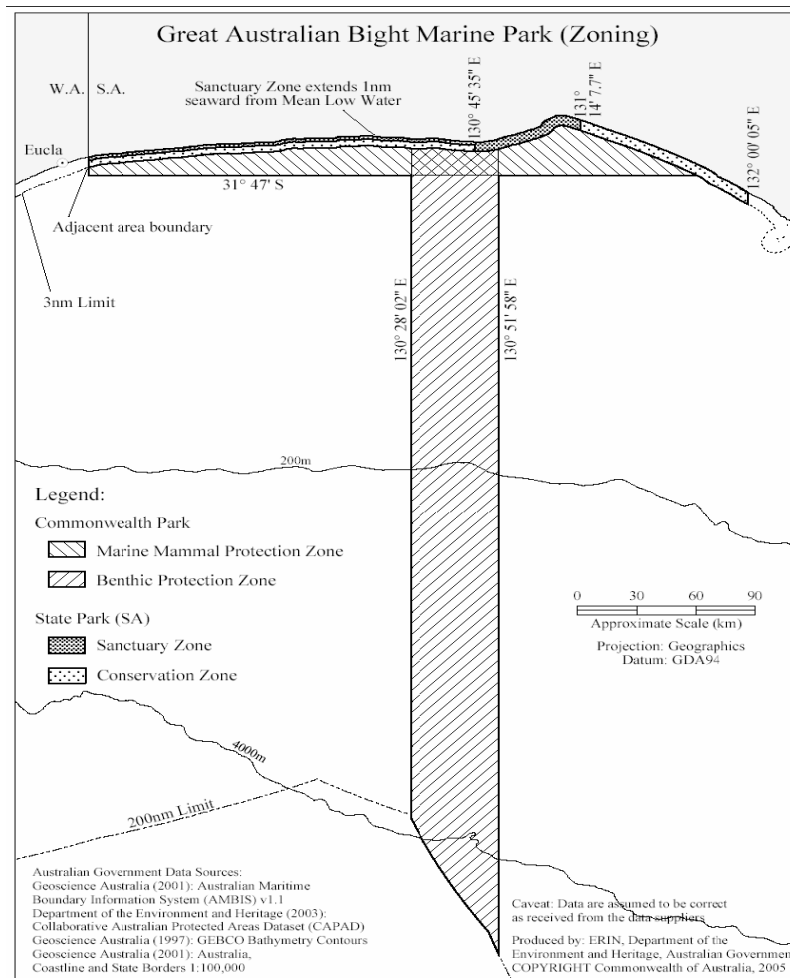 Great Australian Bight Marine Park (Zoning)
W.A.
S.A.
Sanctuary Zone extends 1nm
seaward from Mean Low Water
130° 45' 35" E
131°
14' 7.7" E
132° 00' 05" E
Eucla
31° 47' S
Adjacent area boundary
3nm Limit
130° 28' 02" E
130° 51' 58" E
200m
Legend:
Commonwealth Park
Marine Mammal Protection Zone
Benthic Protection Zone
State Park (SA)
Sanctuary Zone
Conservation Zone
0 30 60 90
Approximate Scale (km)
Projection: Geographics
Datum: GDA94
4000m
200nm Limit
Australian Government Data Sources:
Geoscience Australia (2001): Australian Maritime
Boundary Information System (AMBIS) v1.1
Department of the Environment and Heritage (2003):
Collaborative Australian Protected Areas Dataset (CAPAD)
Geoscience Australia (1997): GEBCO Bathymetry Contours
Geoscience Australia (2001): Australia,
Coastline and State Borders 1:100,000
Caveat: Data are assumed to be correct
as received from the data suppliers
Produced by: ERIN, Department of the
Environment and Heritage, Australian Governmen
COPYRIGHT Commonwealth of Australia, 2005